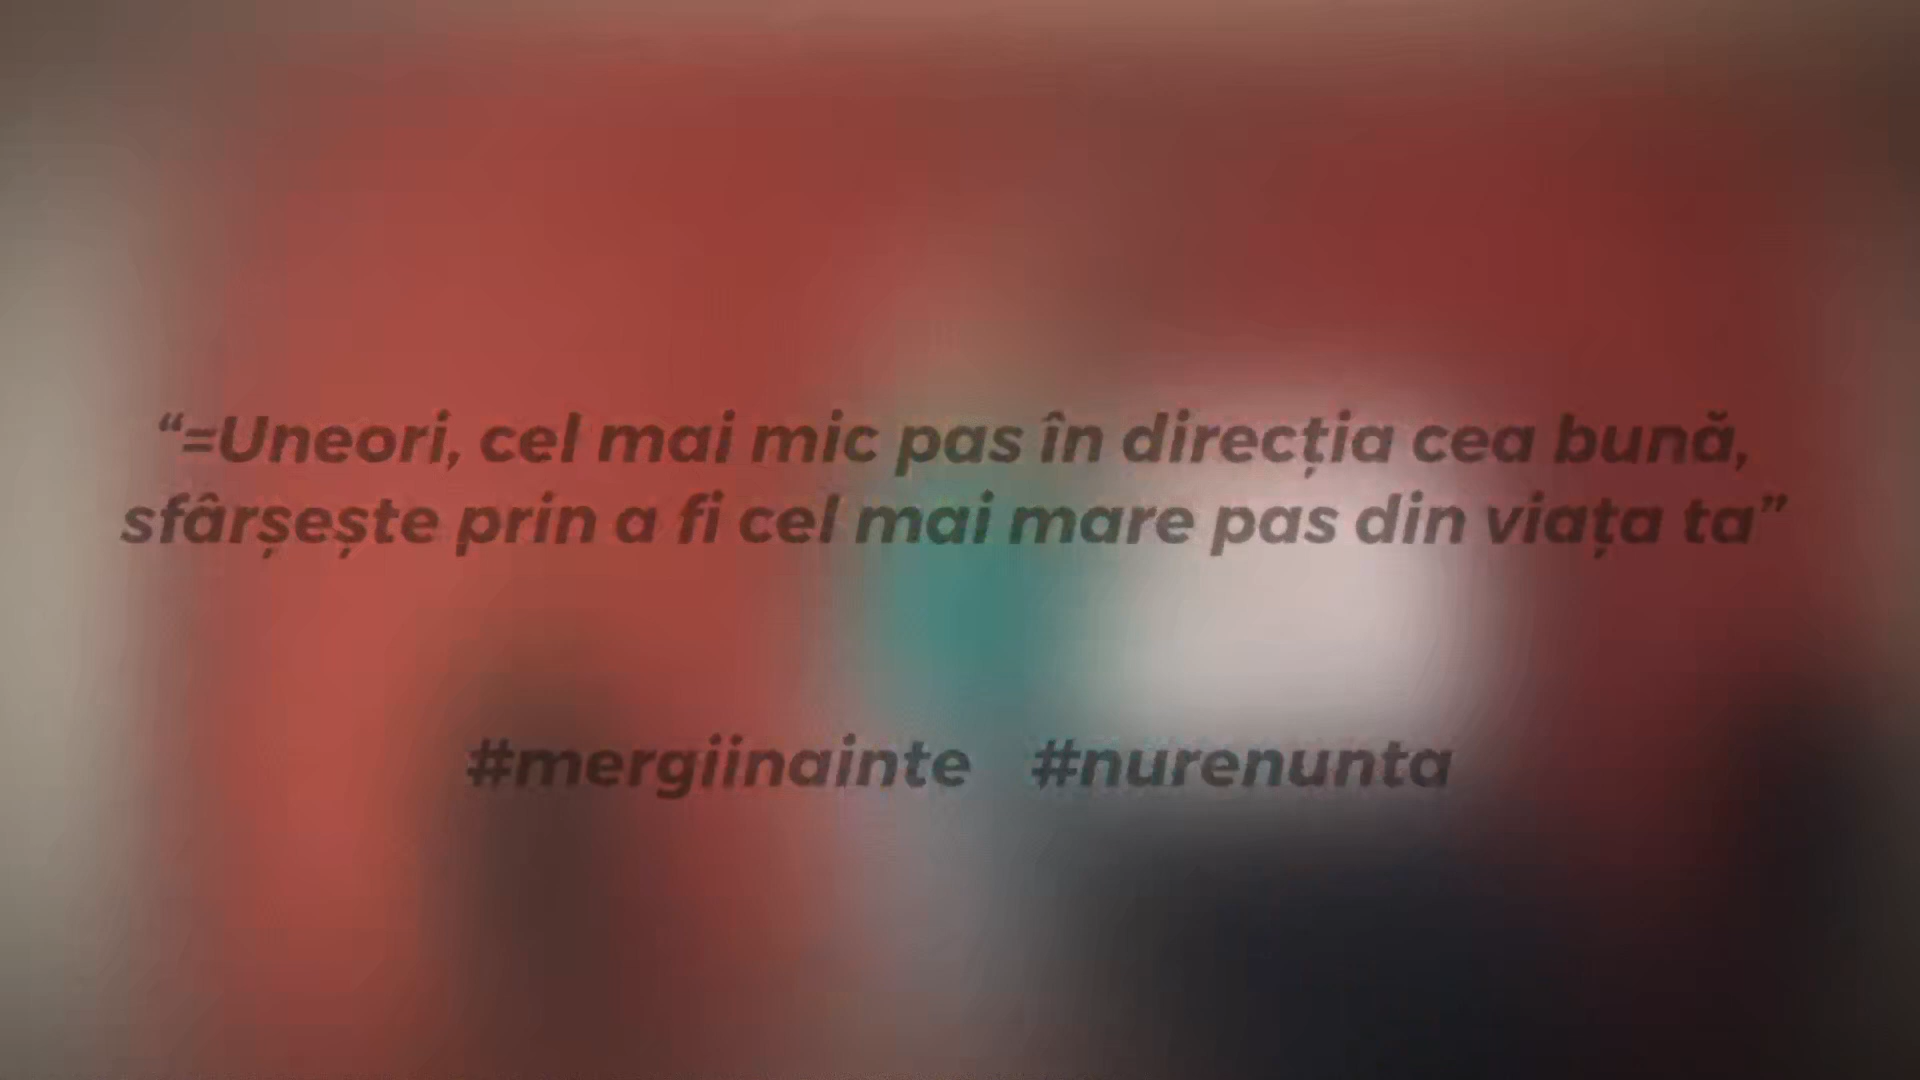 “=Uneori, cel mai mic pas în direcția cea bună,
sfârșește prin a fi cel mai mare pas din viața ta”
#mergiinainte #nurenunta